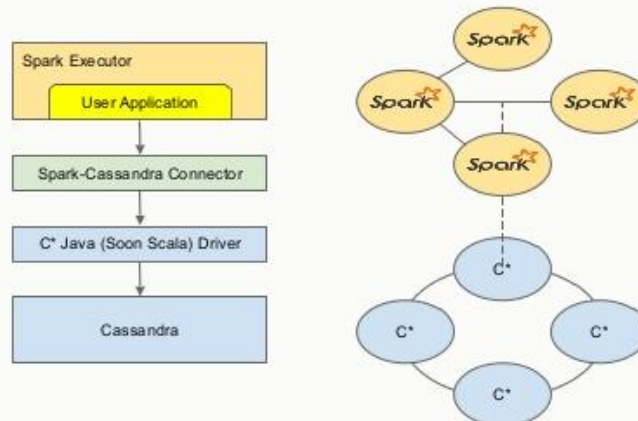 Spark Executor
User Application
Spark-Cassandra Connector
C* Java (Soon Scala) Driver
Cassandra
Spark
Spark
Spark
Spark
C*
C*
C*
C*